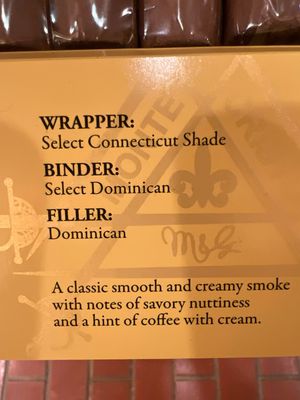 WRAPPER:
Select Connecticut Shade
BINDER:
Select Dominican
FILLER:
Dominican
MONTE
M&G
A classic smooth and creamy smoke
with notes of savory nuttiness
and a hint of coffee with cream.